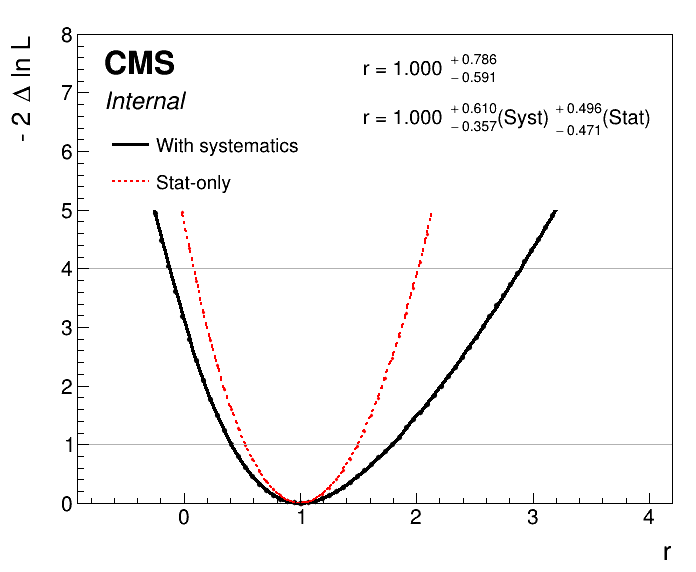 - 2 Δ ln L
8
7
6
5
4
3
2
1
0
CMS
Internal
With systematics
Stat-only
r = 1.000 +0.786 −0.591
r = 1.000 +0.610 −0.357(Syst) +0.496 −0.471(Stat)
0 1 2 3 4
r